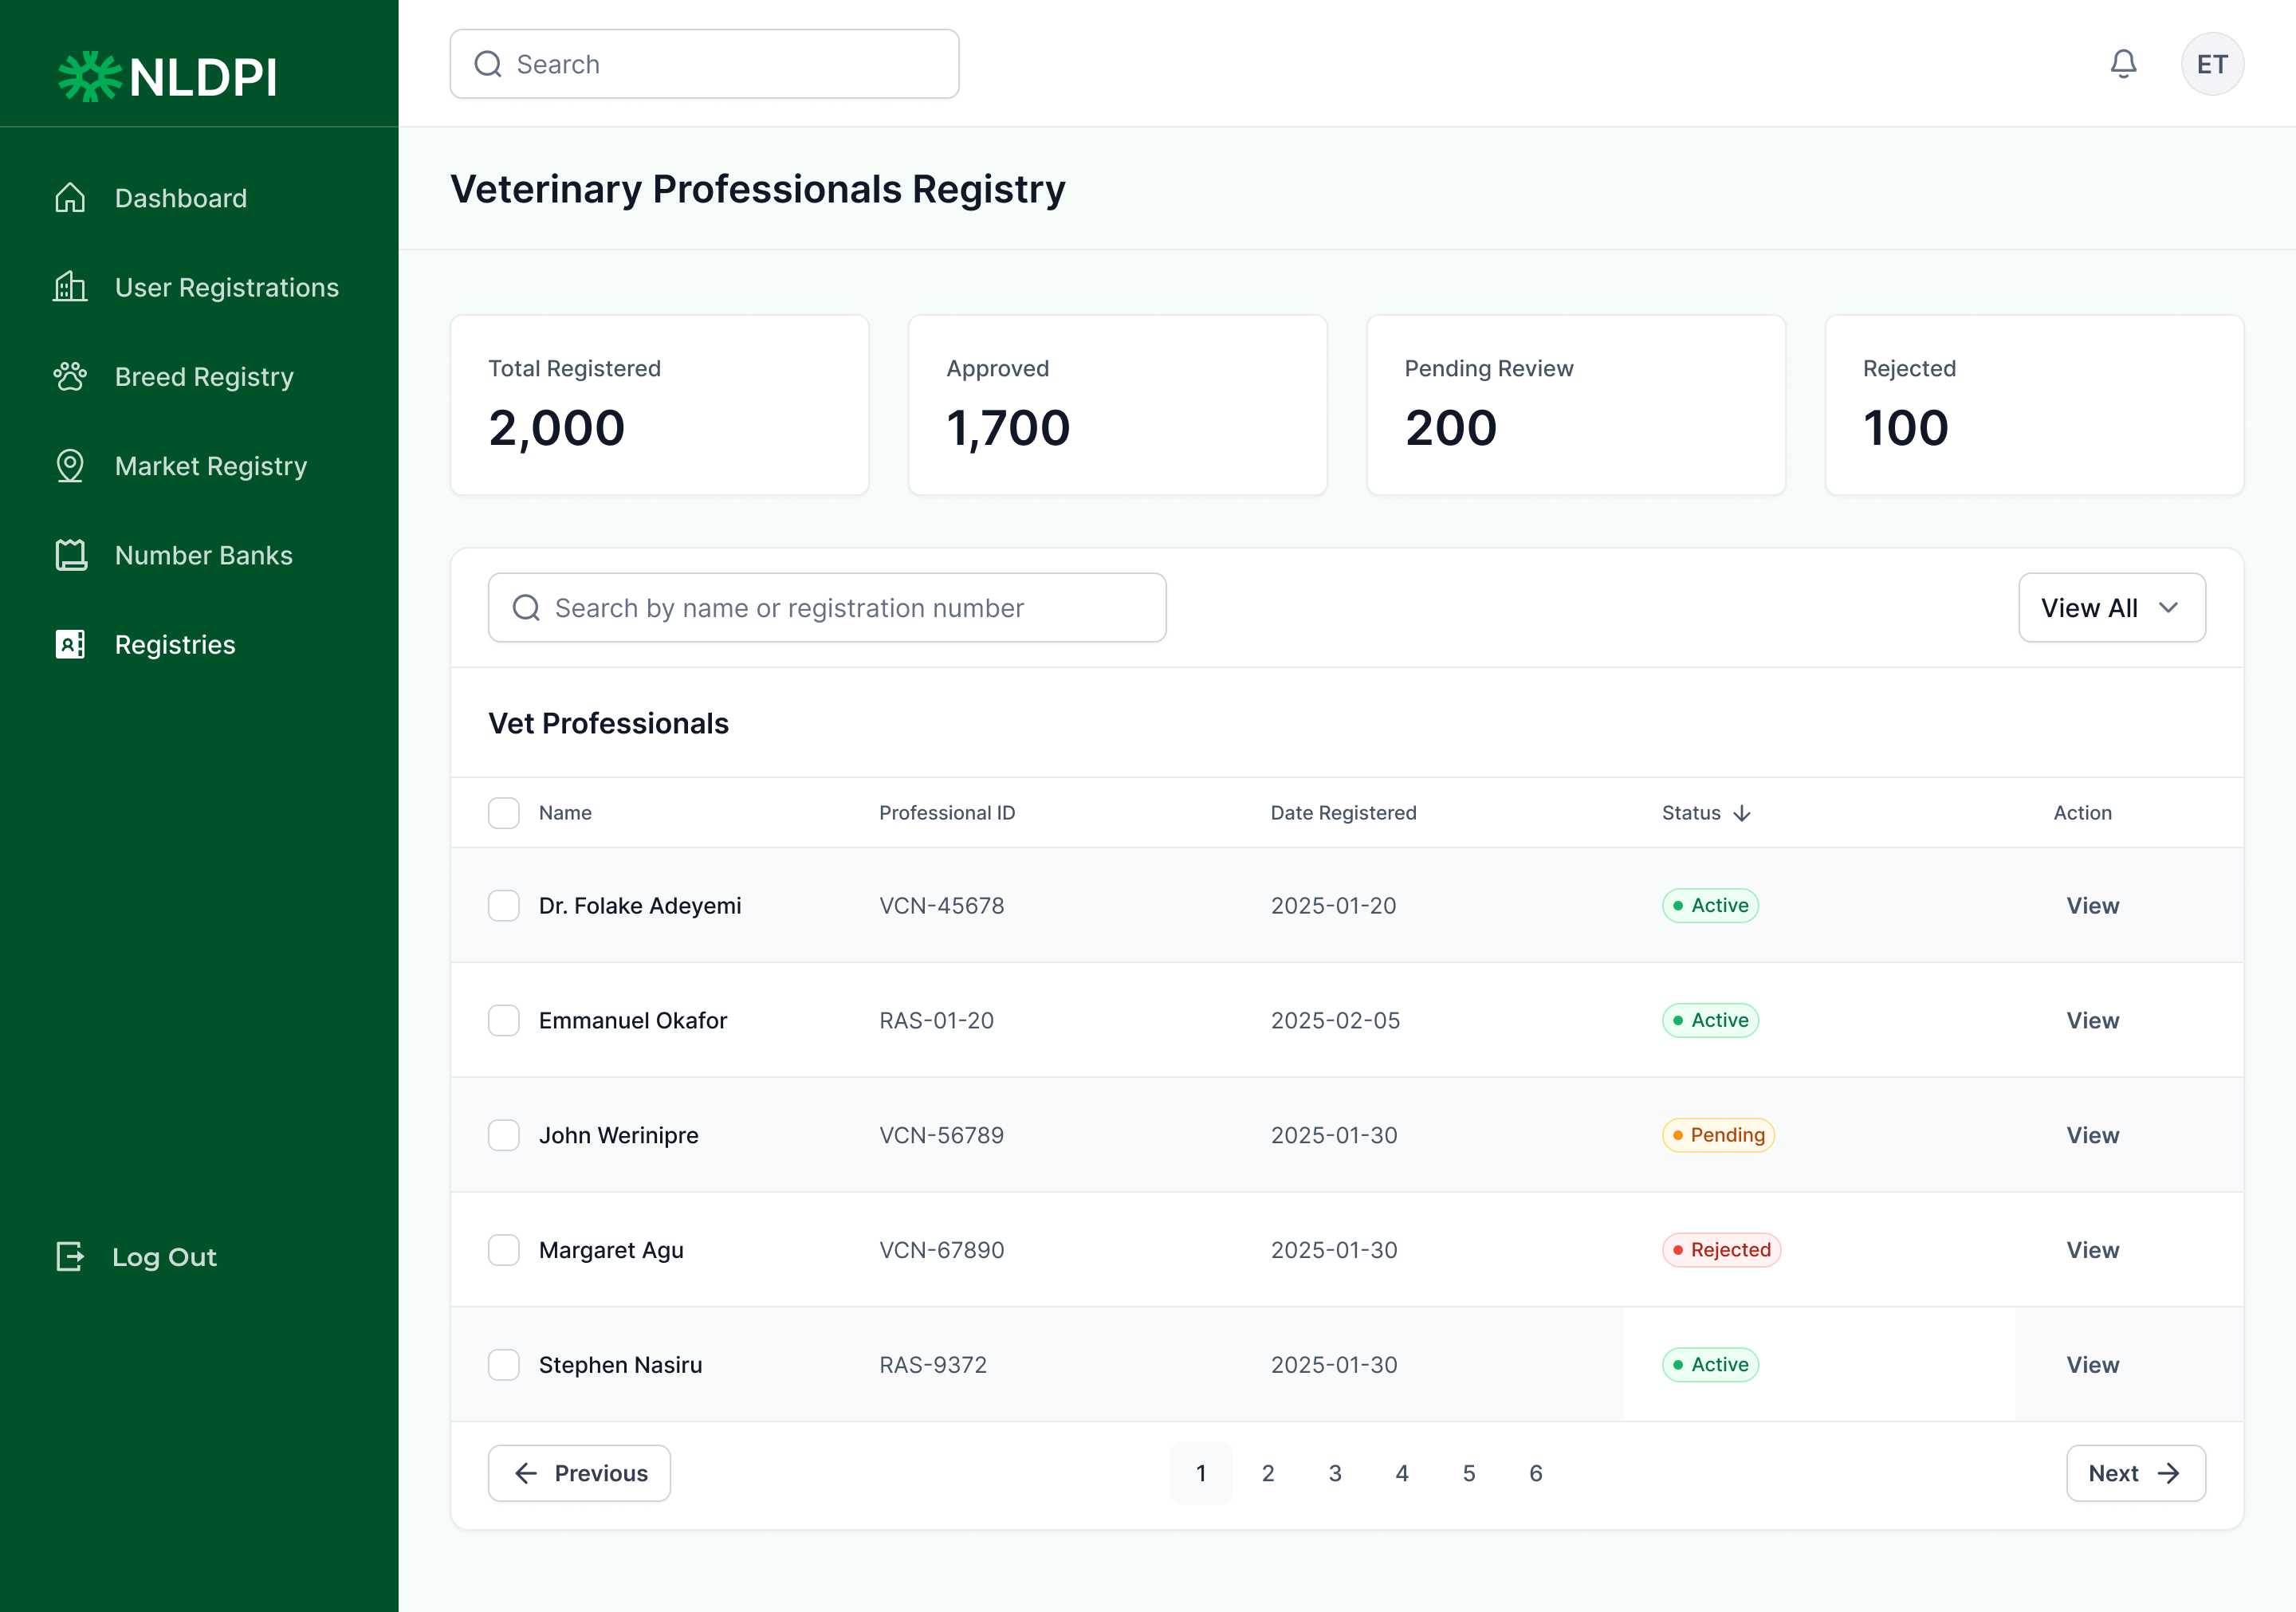 NLDPI
Search
ET
Dashboard
User Registrations
Breed Registry
Market Registry
Number Banks
Registries
Log Out
Veterinary Professionals Registry
Total Registered
2,000
Approved
1,700
Pending Review
200
Rejected
100
Search by name or registration number
View All
Vet Professionals
Name Professional ID Date Registered Status Action
Dr. Folake Adeyemi VCN-45678 2025-01-20 Active View
Emmanuel Okafor RAS-01-20 2025-02-05 Active View
John Werinipre VCN-56789 2025-01-30 Pending View
Margaret Agu VCN-67890 2025-01-30 Rejected View
Stephen Nasiru RAS-9372 2025-01-30 Active View
Previous 1 2 3 4 5 6 Next